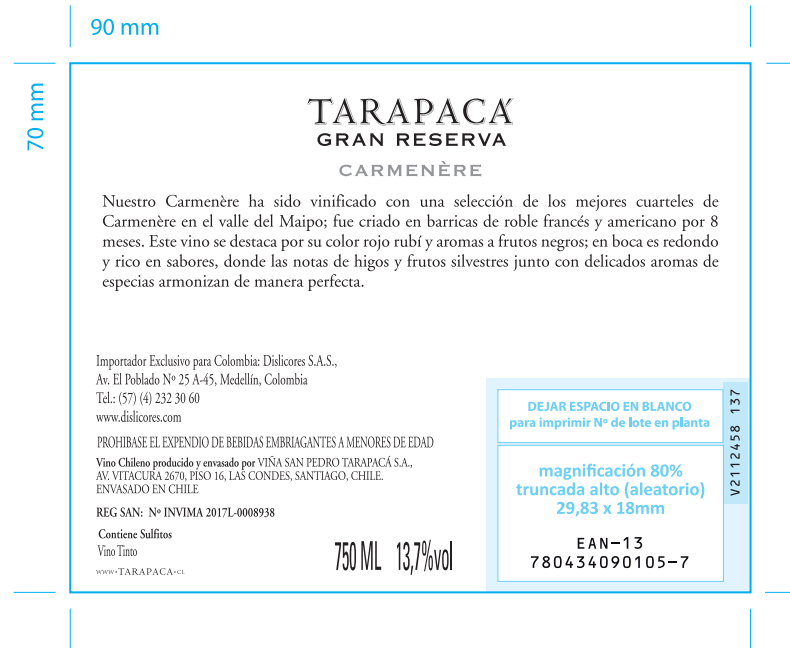 90 mm
70 mm
TARAPACÁ
GRAN RESERVA
CARMENÈRE
Nuestro Carmenère ha sido vinificado con una selección de los mejores cuarteles de
Carmenère en el valle del Maipo; fue criado en barricas de roble francés y americano por 8
meses. Este vino se destaca por su color rojo rubí y aromas a frutos negros; en boca es redondo
y rico en sabores, donde las notas de higos y frutos silvestres junto con delicados aromas de
especias armonizan de manera perfecta.
Importador Exclusivo para Colombia: Dislicores S.A.S.,
Av. El Poblado Nº 25 A-45, Medellín, Colombia
Tel.: (57) (4) 232 30 60
www.dislicores.com
PROHIBASE EL EXPENDIO DE BEBIDAS EMBRIAGANTES A MENORES DE EDAD
Vino Chileno producido y envasado por VIÑA SAN PEDRO TARAPACÁ S.A.,
AV. VITACURA 2670, PISO 16, LAS CONDES, SANTIAGO, CHILE.
ENVASADO EN CHILE
REG SAN: Nº INVIMA 2017L-0008938
Contiene Sulfitos
Vino Tinto
www•TARAPACA•CL
750 ML 13,7%vol
DEJAR ESPACIO EN BLANCO
para imprimir Nº de lote en planta
V2112458 137
magnificación 80%
truncada alto (aleatorio)
29,83 x 18mm
EAN-13
780434090105-7